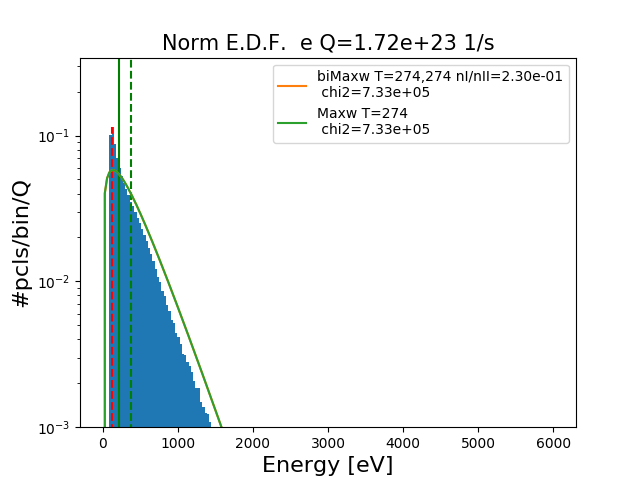 Norm E.D.F.  e Q=1.72e+23 1/s
biMaxw T=274,274 nI/nII=2.30e-01
chi2=7.33e+05
Maxw T=274
chi2=7.33e+05
#pcls/bin/Q
10⁻¹
10⁻²
10⁻³
0 1000 2000 3000 4000 5000 6000
Energy [eV]